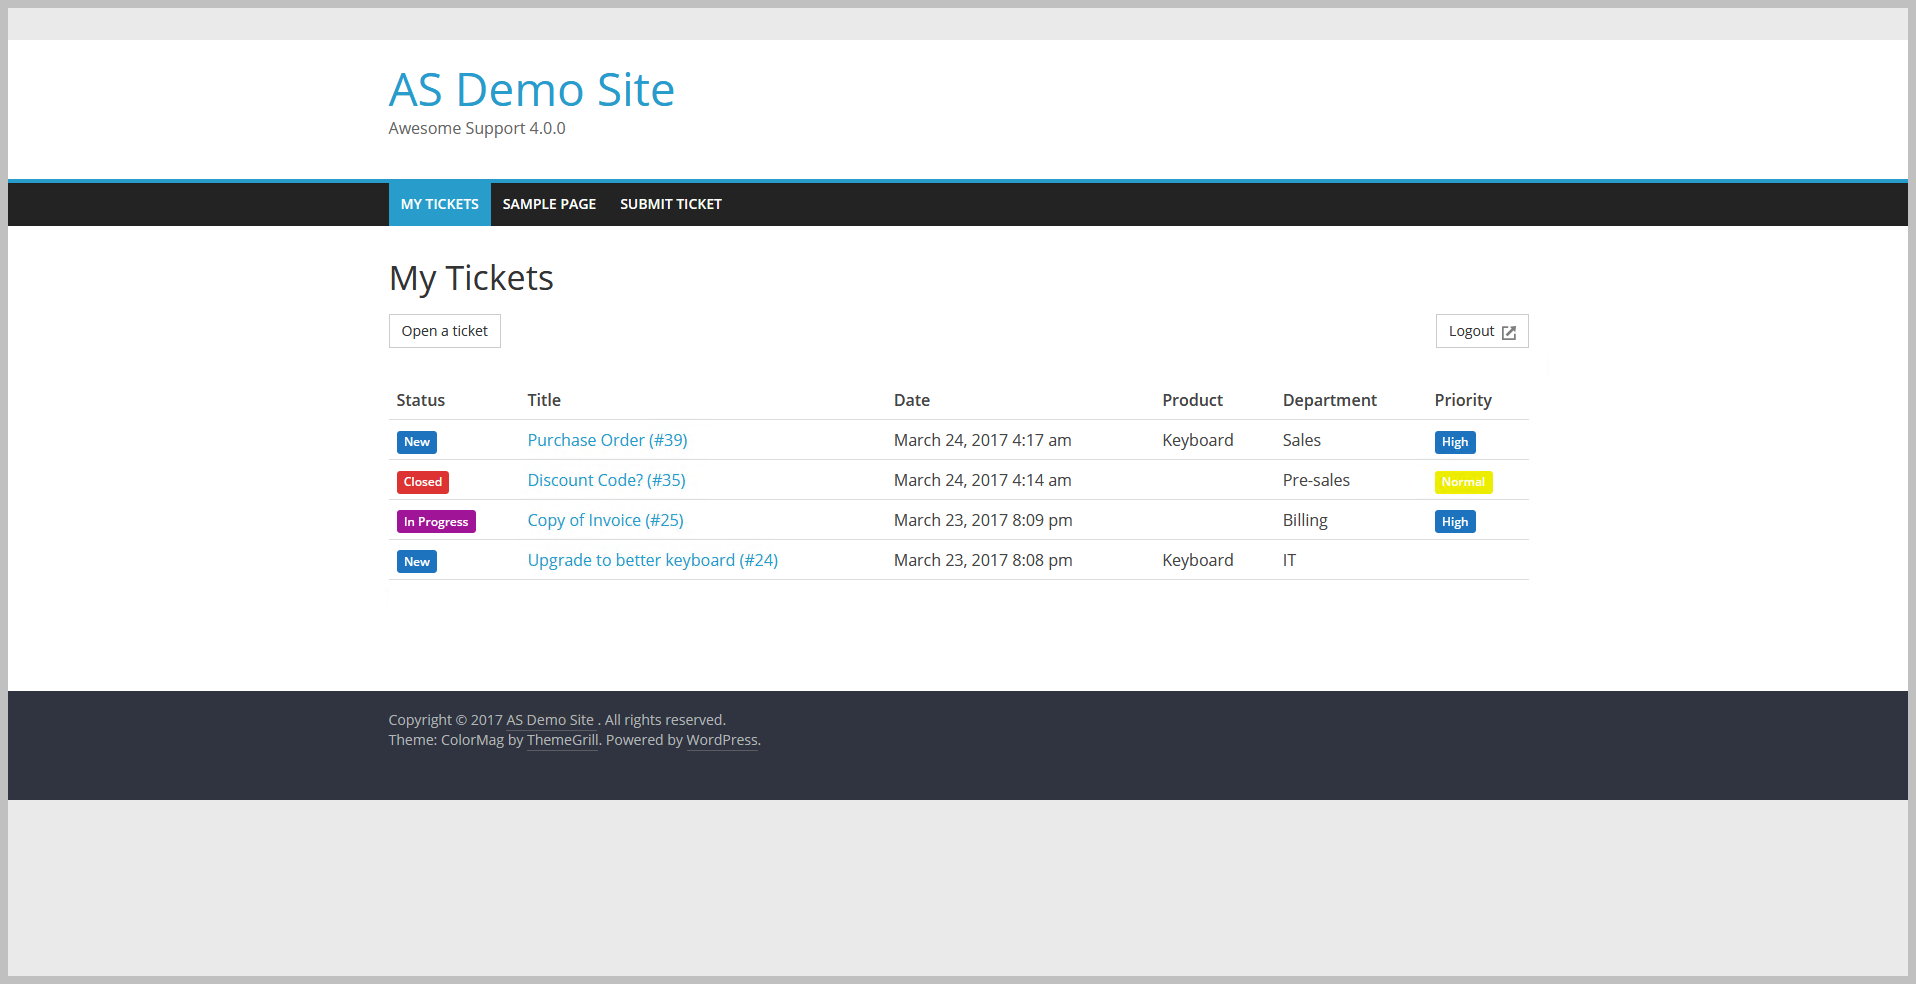 AS Demo Site
Awesome Support 4.0.0
MY TICKETS SAMPLE PAGE SUBMIT TICKET
My Tickets
Open a ticket Logout
Status Title Date Product Department Priority
New Purchase Order (#39) March 24, 2017 4:17 am Keyboard Sales High
Closed Discount Code? (#35) March 24, 2017 4:14 am Pre-sales Normal
In Progress Copy of Invoice (#25) March 23, 2017 8:09 pm Billing High
New Upgrade to better keyboard (#24) March 23, 2017 8:08 pm Keyboard IT
Copyright © 2017 AS Demo Site . All rights reserved.
Theme: ColorMag by ThemeGrill. Powered by WordPress.